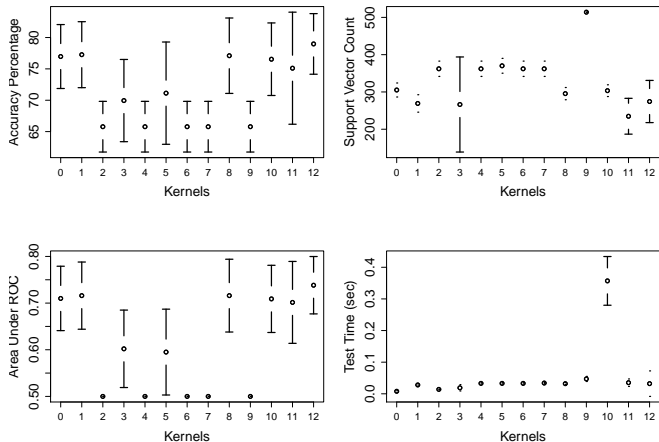 Accuracy Percentage
80
75
70
65
0 1 2 3 4 5 6 7 8 9 10 11 12
Kernels
Support Vector Count
500
400
300
200
0 1 2 3 4 5 6 7 8 9 10 11 12
Kernels
Area Under ROC
0.80
0.70
0.60
0.50
0 1 2 3 4 5 6 7 8 9 10 11 12
Kernels
Test Time (sec)
0.4
0.3
0.2
0.1
0.0
0 1 2 3 4 5 6 7 8 9 10 11 12
Kernels